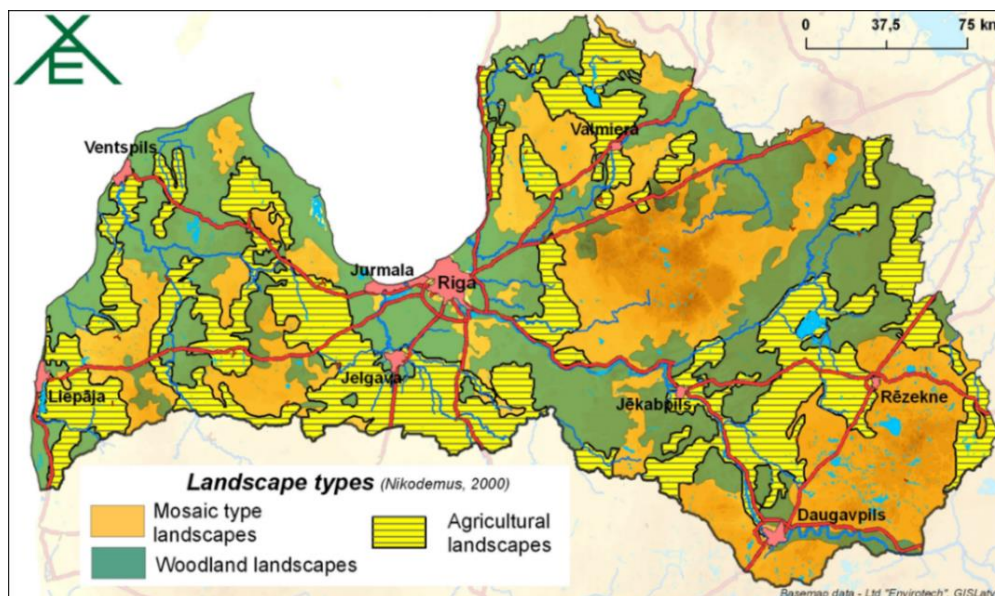 0 37,5 75 km
Ventspils
Valmiera
Jurmala
Riga
Jelgava
Liepāja
Jēkabpils
Rēzekne
Daugavpils
Landscape types (Nikodemus, 2000)
Mosaic type
landscapes
Agricultural
landscapes
Woodland landscapes
Basemap data - Ltd "Envirotech", GISLatv